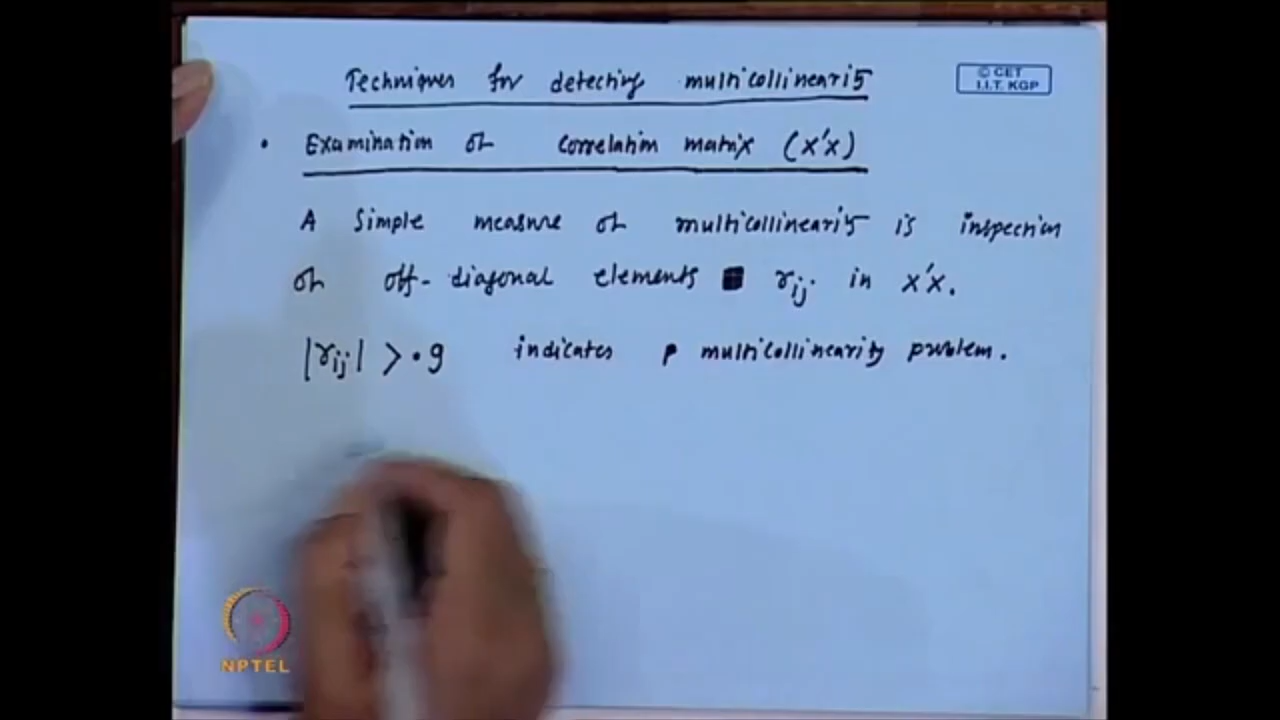 Techniques for detecting multicollinearity
© CET
I.I.T. KGP
• Examination of correlation matrix (X'X)
A Simple measure of multicollinearity is inspection
of off-diagonal elements rij in X'X.
|rij| > .9 indicates multicollinearity problem.
NPTEL